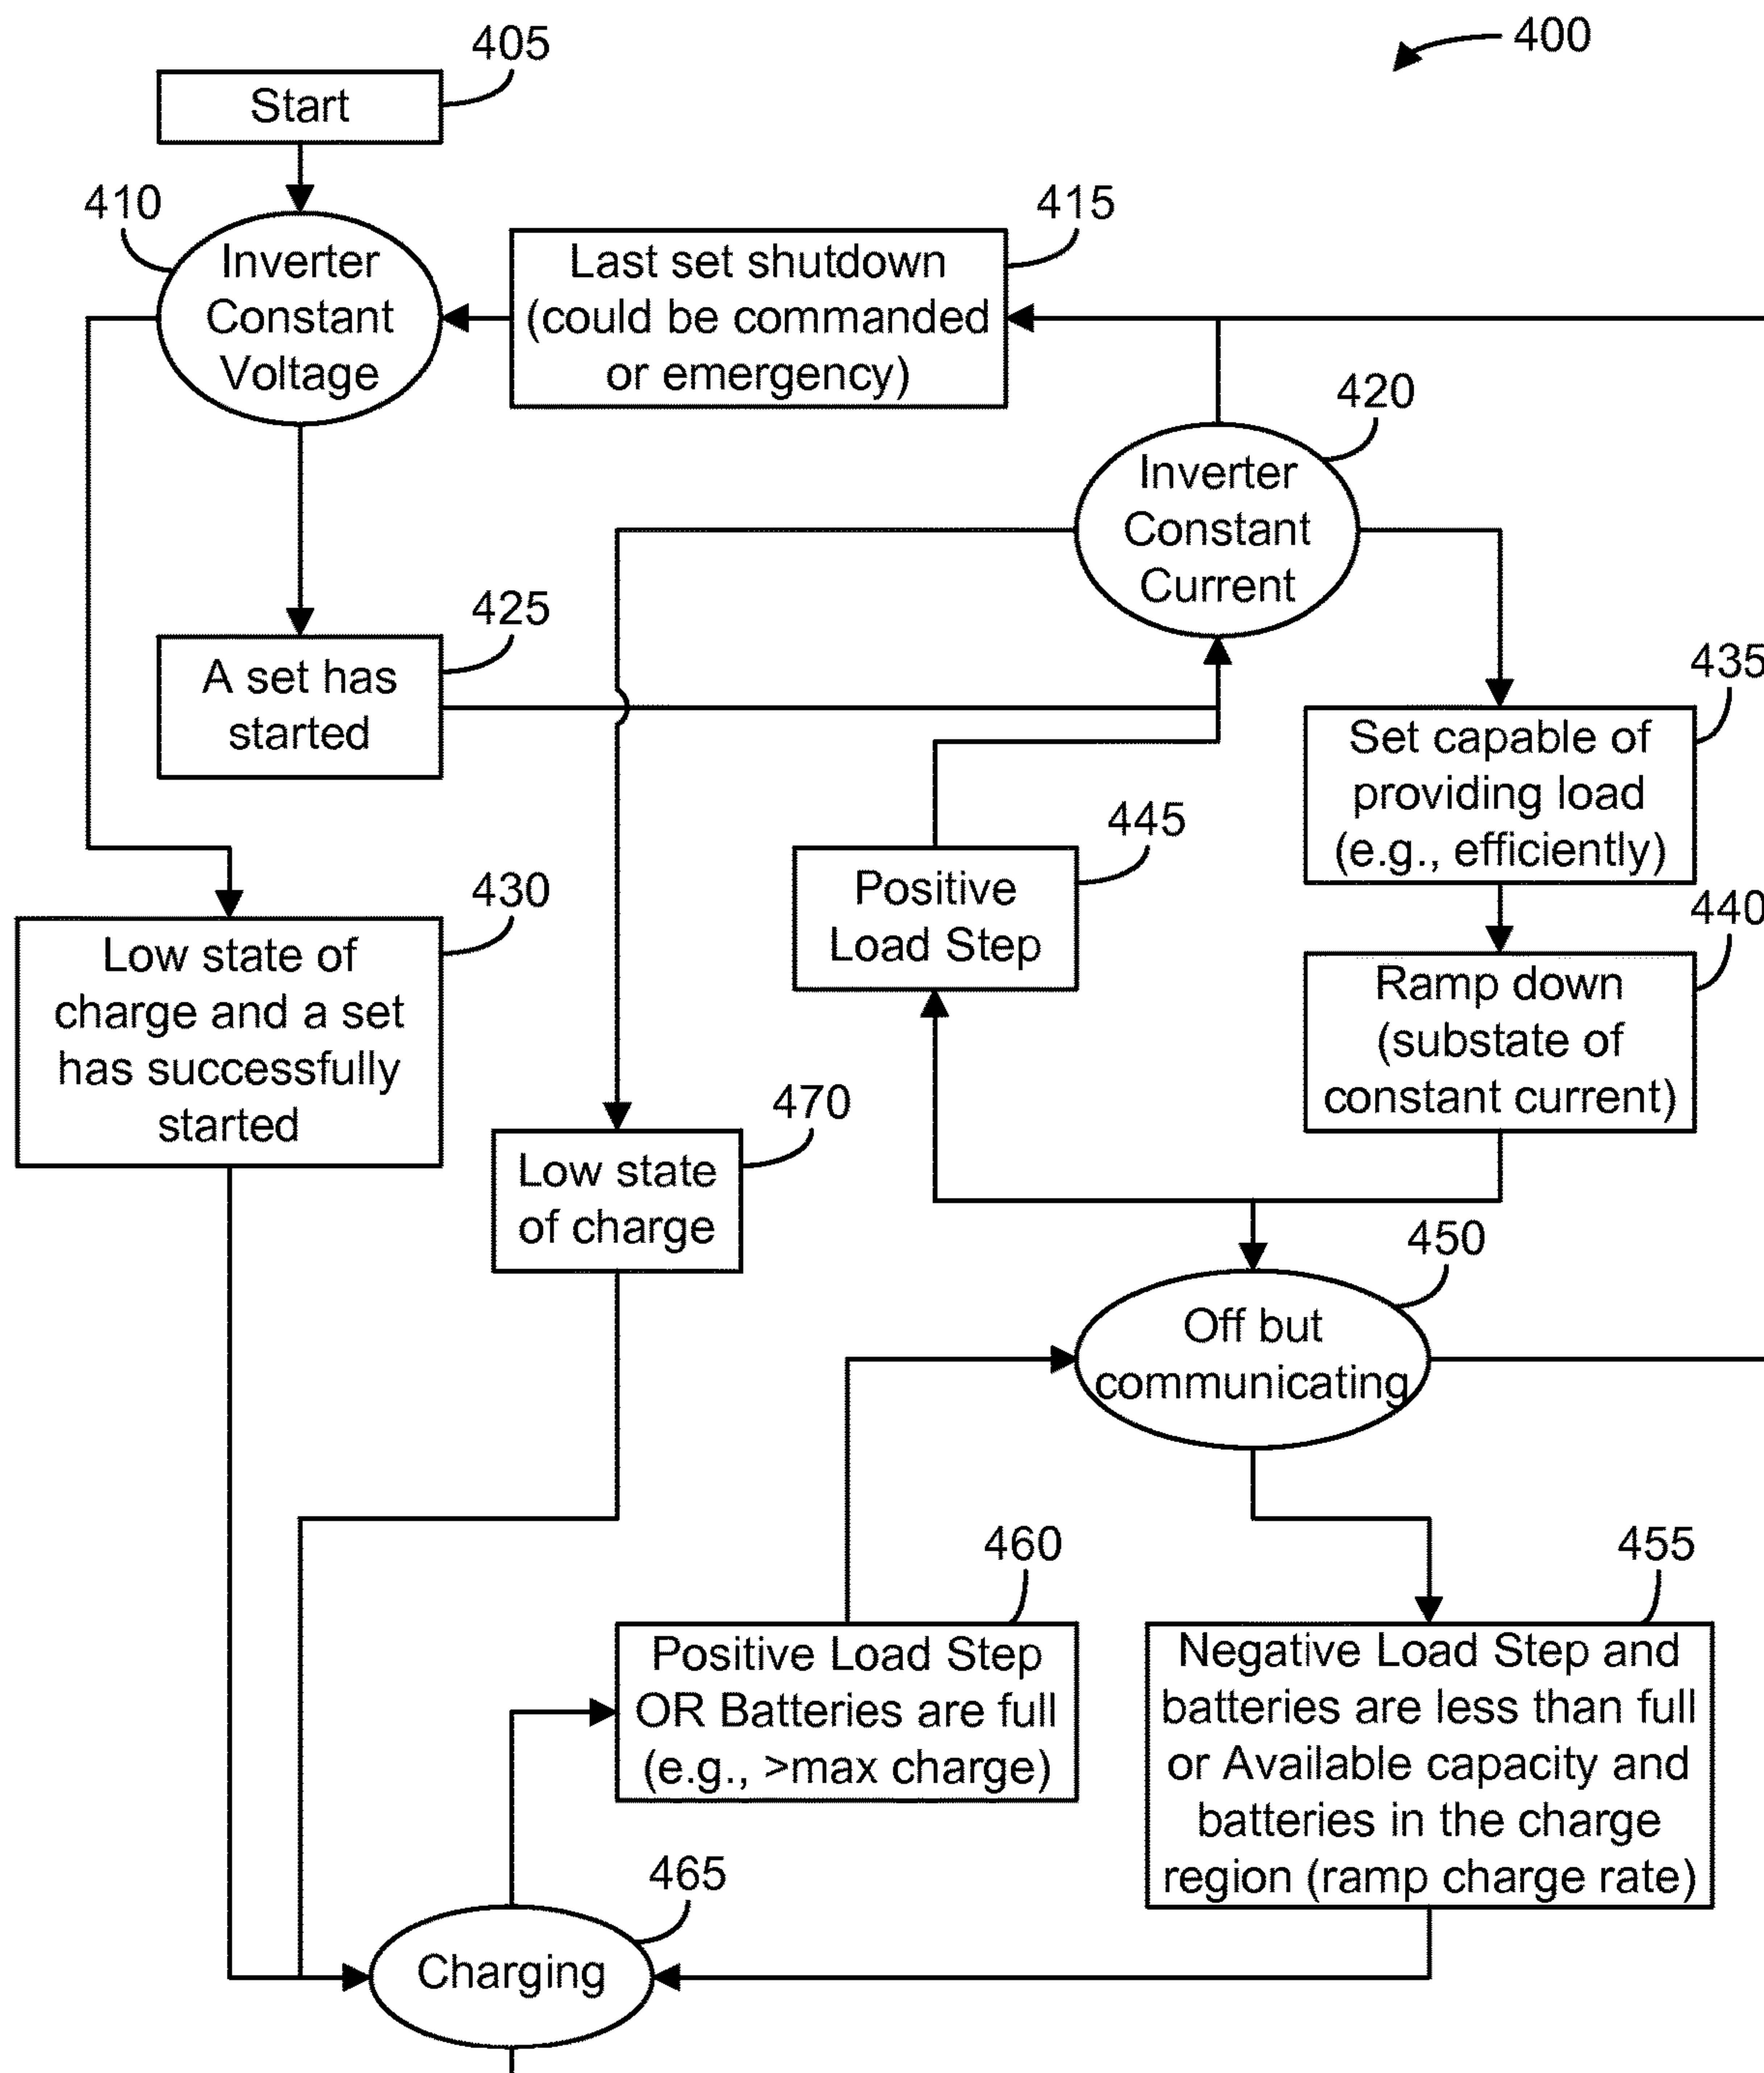 400
405
Start
410
Inverter
Constant
Voltage
415
Last set shutdown
(could be commanded
or emergency)
420
Inverter
Constant
Current
425
A set has
started
435
Set capable of
providing load
(e.g., efficiently)
430
Low state of
charge and a set
has successfully
started
445
Positive
Load Step
440
Ramp down
(substate of
constant current)
470
Low state
of charge
450
Off but
communicating
460
Positive Load Step
OR Batteries are full
(e.g., >max charge)
455
Negative Load Step and
batteries are less than full
or Available capacity and
batteries in the charge
region (ramp charge rate)
465
Charging